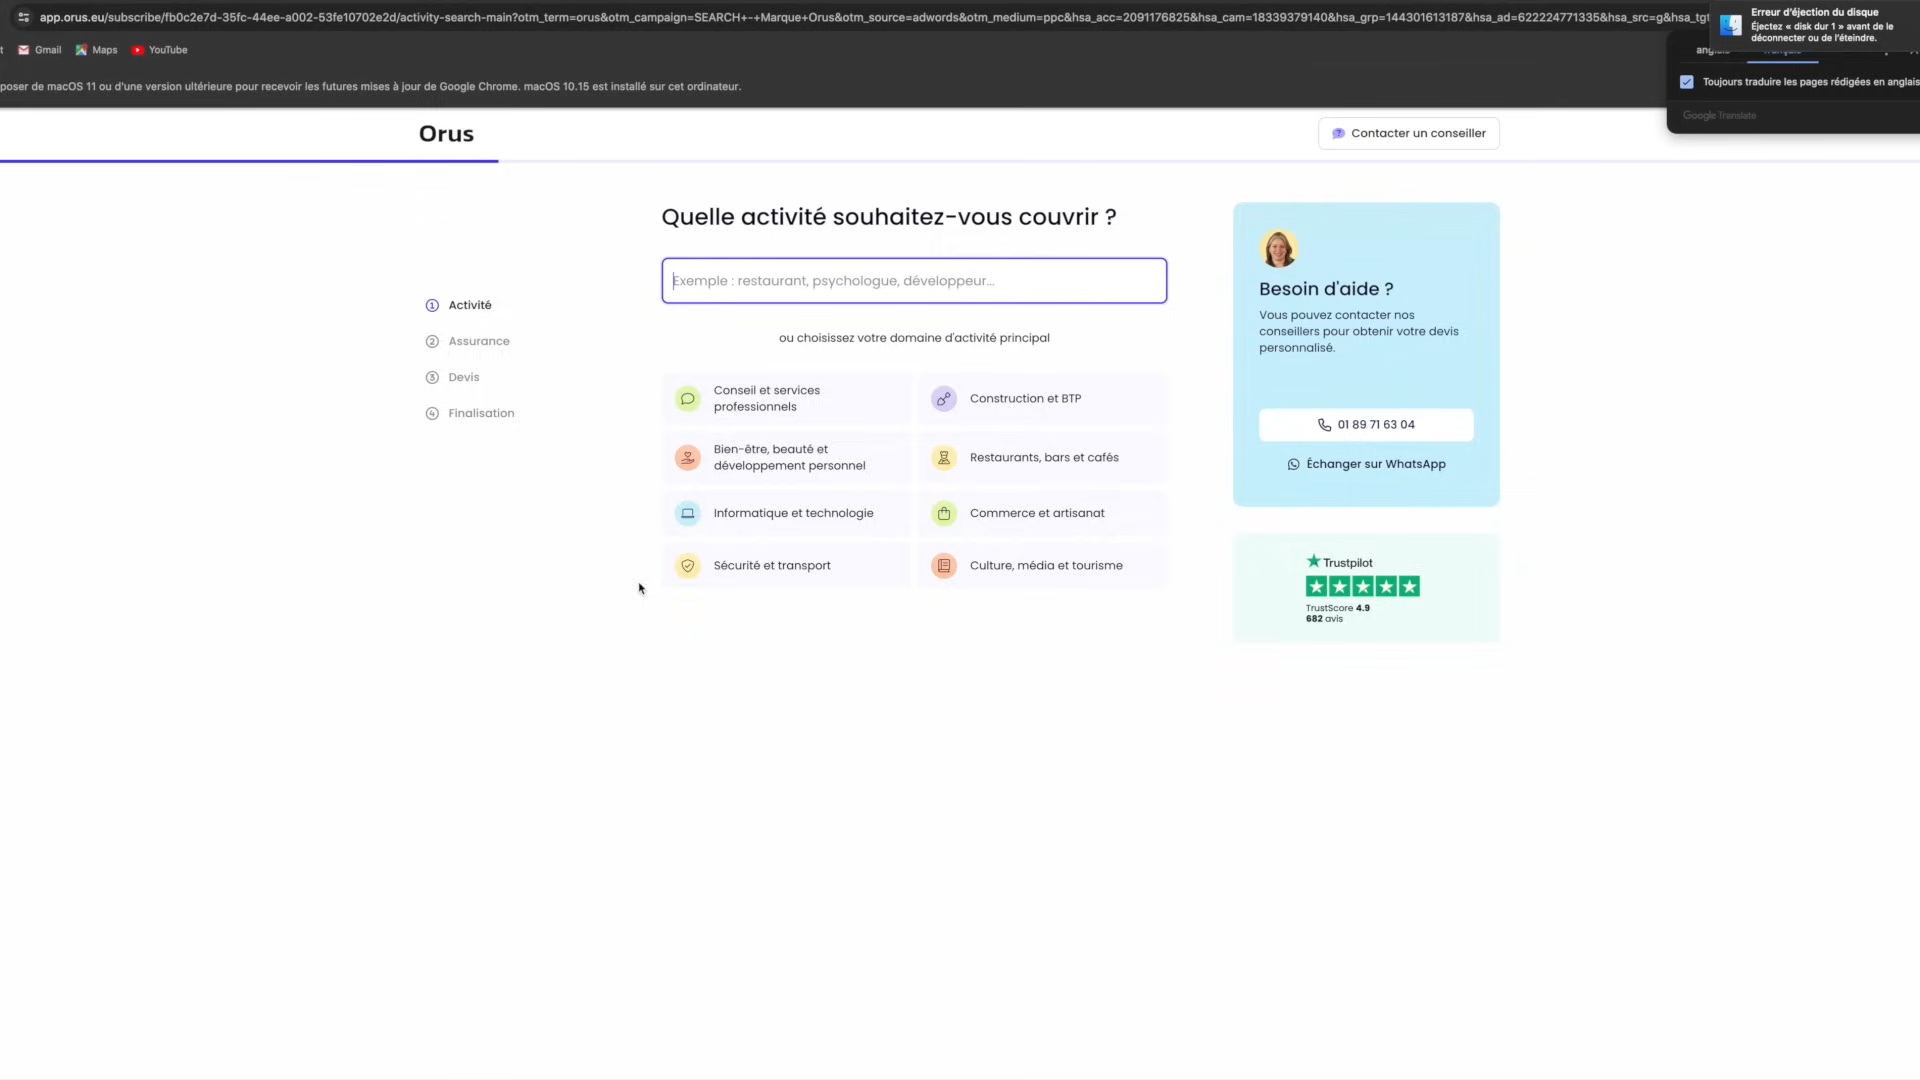 app.orus.eu/subscribe/fb0c2e7d-35fc-44ee-a002-53fe10702e2d/activity-search-main?otm_term=orus&otm_campaign=SEARCH+-+Marque+Orus&otm_source=adwords&otm_medium=ppc&hsa_acc=2091176825&hsa_cam=18339379140&hsa_grp=144301613187&hsa_ad=622224771335&hsa_src=g&hsa_tgt
Erreur d'éjection du disque
Éjectez « disk dur 1 » avant de le
déconnecter ou de l'éteindre.
Gmail
Maps
YouTube
Toujours traduire les pages rédigées en anglais
Google Translate
poser de macOS 11 ou d'une version ultérieure pour recevoir les futures mises à jour de Google Chrome. macOS 10.15 est installé sur cet ordinateur.
Orus
Contacter un conseiller
1 Activité
2 Assurance
3 Devis
4 Finalisation
Quelle activité souhaitez-vous couvrir ?
Exemple : restaurant, psychologue, développeur...
ou choisissez votre domaine d'activité principal
Conseil et services
professionnels
Construction et BTP
Bien-être, beauté et
développement personnel
Restaurants, bars et cafés
Informatique et technologie
Commerce et artisanat
Sécurité et transport
Culture, média et tourisme
Besoin d'aide ?
Vous pouvez contacter nos
conseillers pour obtenir votre devis
personnalisé.
01 89 71 63 04
Échanger sur WhatsApp
Trustpilot
TrustScore 4.9
682 avis